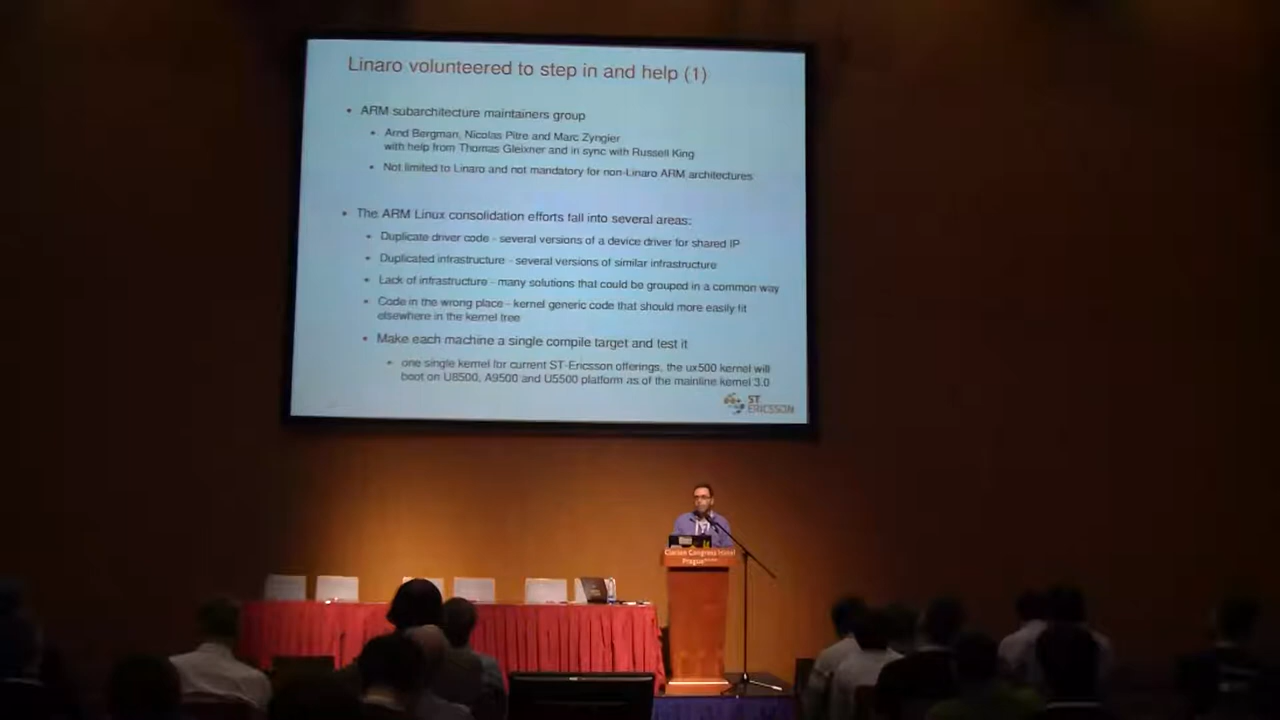 Linaro volunteered to step in and help (1)
• ARM subarchitecture maintainers group
• Arnd Bergman, Nicolas Pitre and Marc Zyngier
with help from Thomas Gleixner and in sync with Russell King
• Not limited to Linaro and not mandatory for non-Linaro ARM architectures
• The ARM Linux consolidation efforts fall into several areas:
• Duplicate driver code - several versions of a device driver for shared IP
• Duplicated infrastructure - several versions of similar infrastructure
• Lack of infrastructure - many solutions that could be grouped in a common way
• Code in the wrong place - kernel generic code that should more easily fit
elsewhere in the kernel tree
• Make each machine a single compile target and test it
• one single kernel for current ST-Ericsson offerings, the ux500 kernel will
boot on U8500, A9500 and U5500 platform as of the mainline kernel 3.0
ST
ERICSSON
Clarion Congress Hotel
Prague